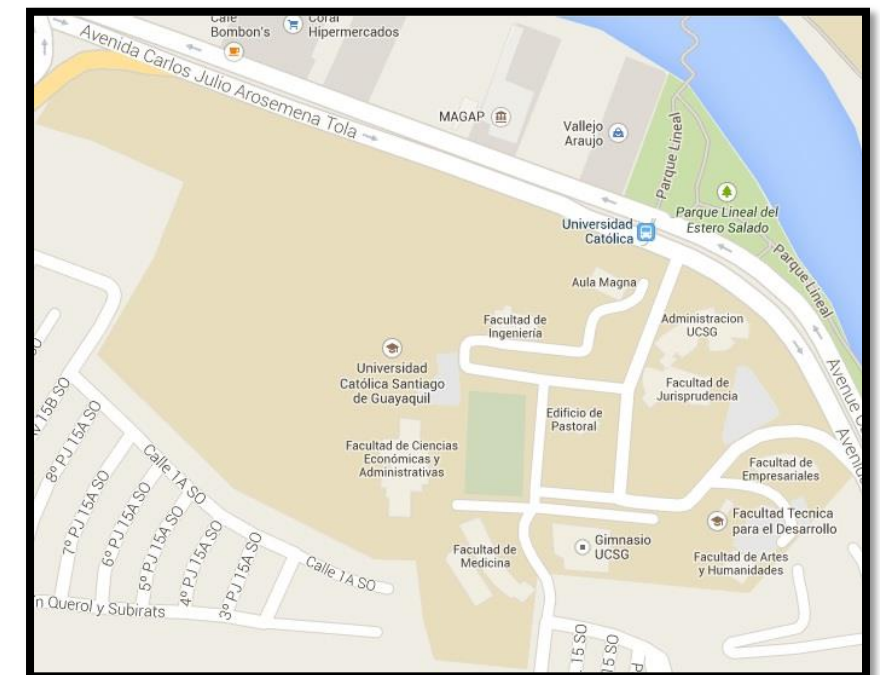 Café
Bombon's
Coral
Hipermercados
Avenida Carlos Julio Arosemena Tola
MAGAP
Vallejo
Araujo
Parque Lineal
Parque Lineal del
Estero Salado
Universidad
Católica
Parque Lineal
Aula Magna
Facultad de
Ingeniería
Administracion
UCSG
Universidad
Católica Santiago
de Guayaquil
Facultad de
Jurisprudencia
Avenue
Edificio de
Pastoral
Facultad de Ciencias
Económicas y
Administrativas
Facultad de
Empresariales
Facultad Tecnica
para el Desarrollo
Gimnasio
UCSG
Facultad de
Medicina
Facultad de Artes
y Humanidades
15B SO
8º PJ 15A SO
7º PJ 15A SO
6º PJ 15A SO
5º PJ 15A SO
4º PJ 15A SO
3º PJ 15A SO
Calle 1A SO
Calle 1A SO
n Querol y Subirats
15 SO
15 SO